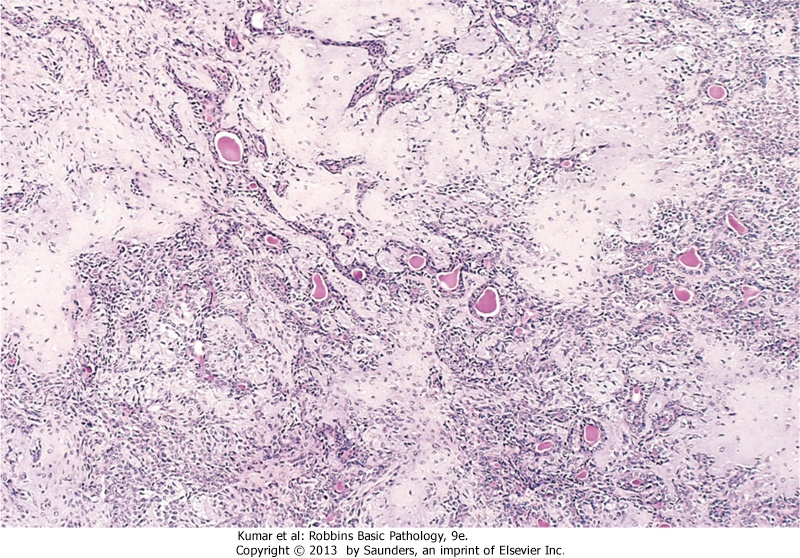 Kumar et al: Robbins Basic Pathology, 9e.
Copyright © 2013 by Saunders, an imprint of Elsevier Inc.